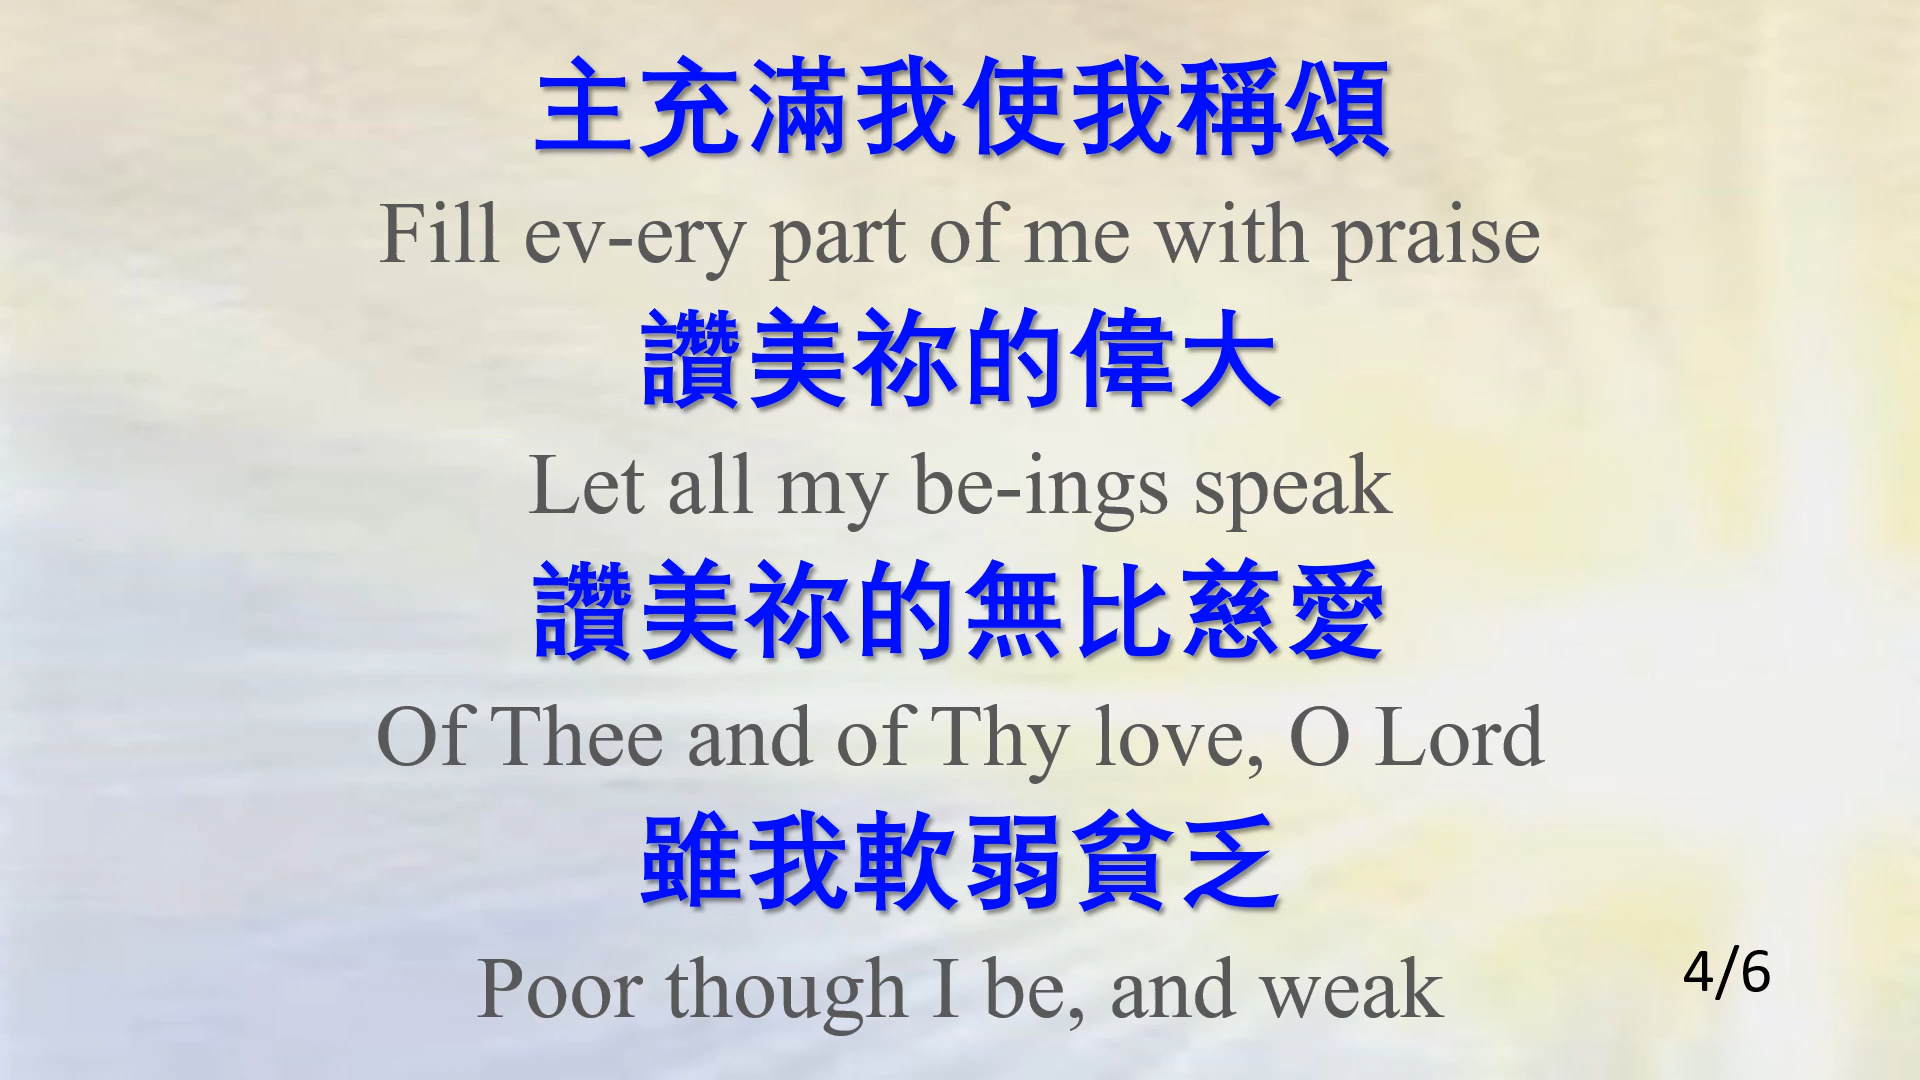 主充滿我使我稱頌
Fill ev-ery part of me with praise
讚美祢的偉大
Let all my be-ings speak
讚美祢的無比慈愛
Of Thee and of Thy love, O Lord
雖我軟弱貧乏
Poor though I be, and weak
4/6